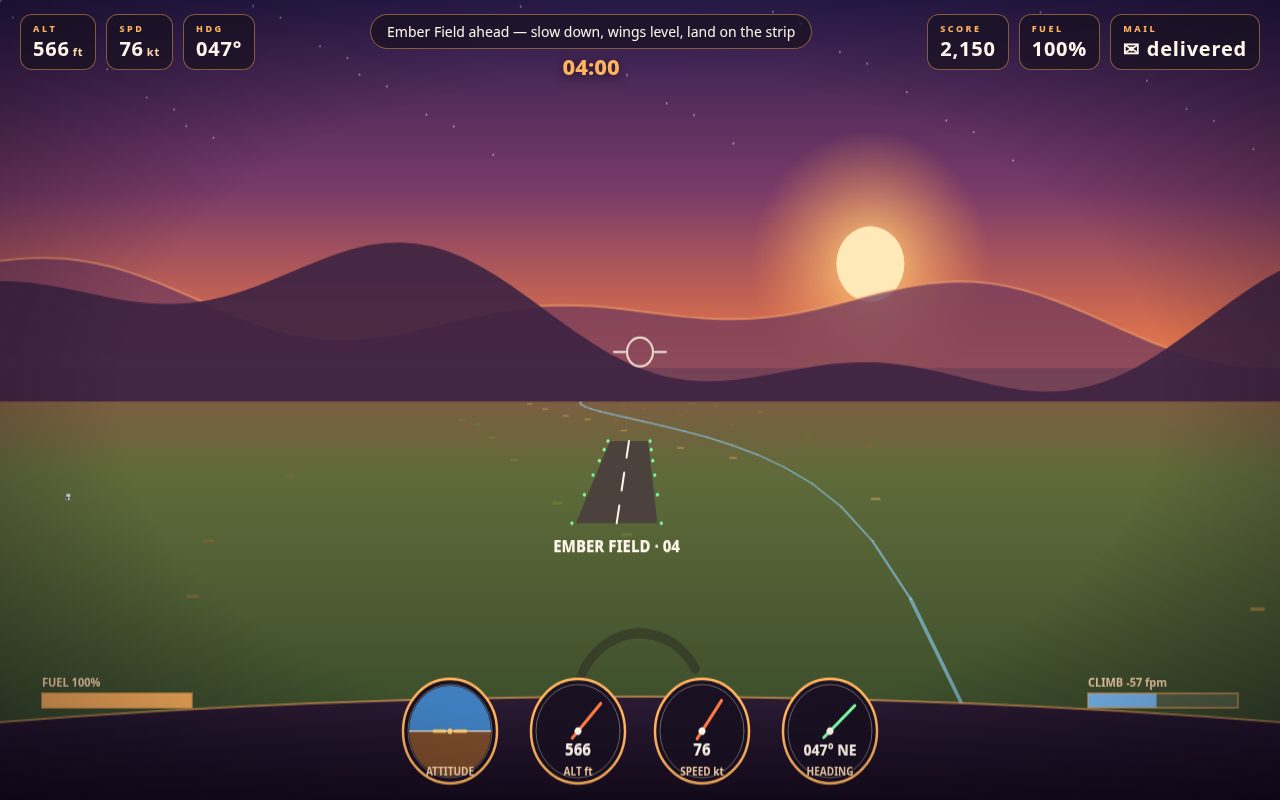 ALT
566 ft
SPD
76 kt
HDG
047°
Ember Field ahead — slow down, wings level, land on the strip
04:00
SCORE
2,150
FUEL
100%
MAIL
✉ delivered
EMBER FIELD · 04
FUEL 100%
CLIMB -57 fpm
ATTITUDE
566
ALT ft
76
SPEED kt
047° NE
HEADING